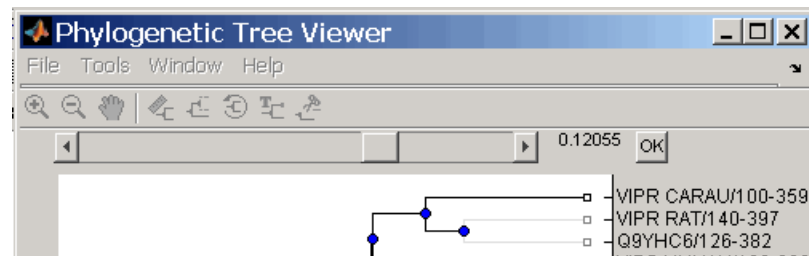 Phylogenetic Tree Viewer
File Tools Window Help
0.12055 OK
VIPR CARAU/100-359
VIPR RAT/140-397
Q9YHC6/126-382